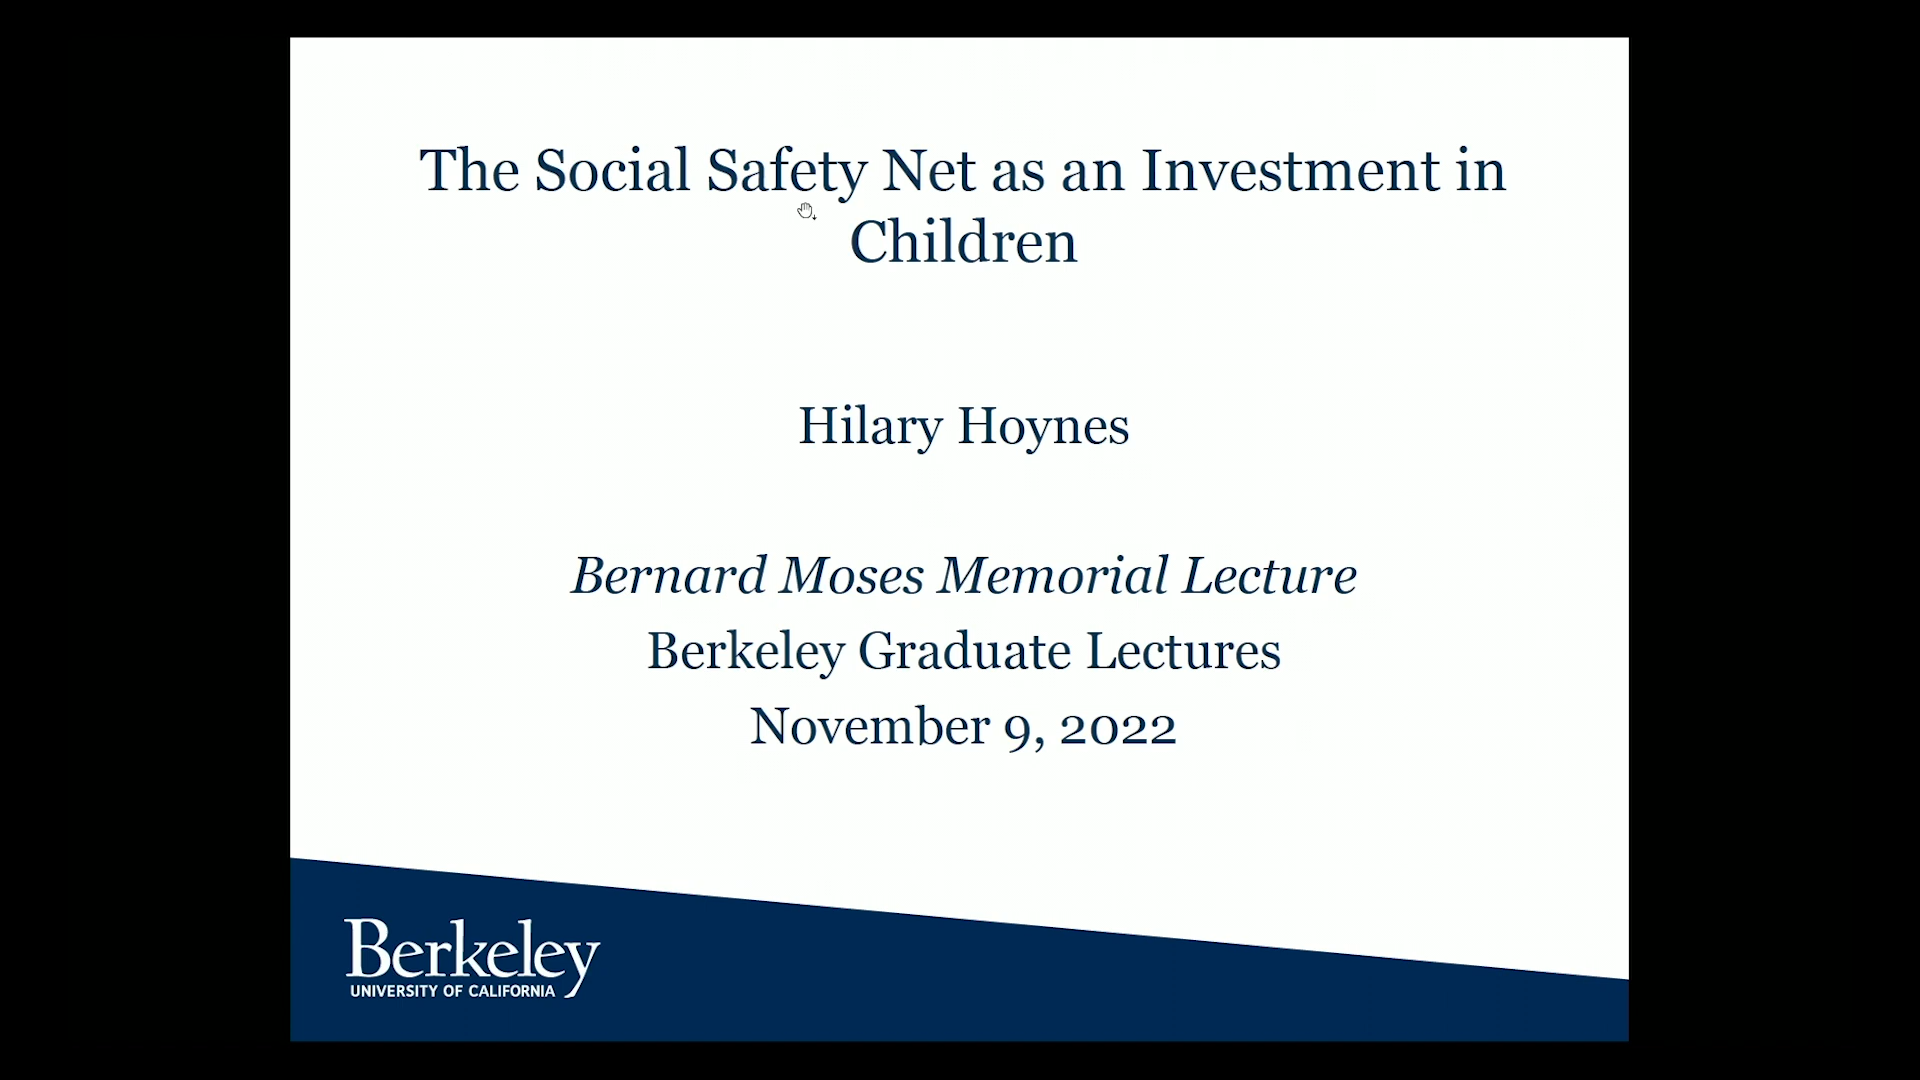 The Social Safety Net as an Investment in
Children
Hilary Hoynes
Bernard Moses Memorial Lecture
Berkeley Graduate Lectures
November 9, 2022
Berkeley
UNIVERSITY OF CALIFORNIA